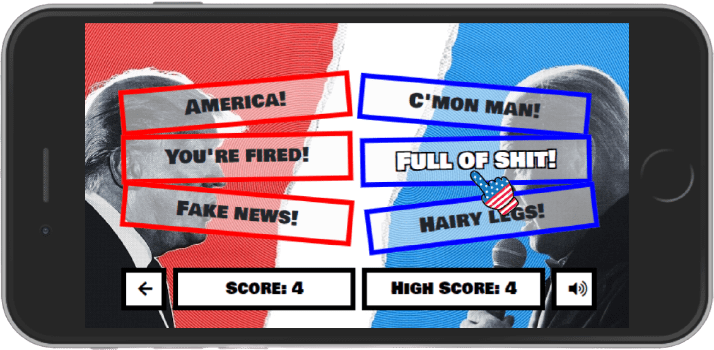 America!
C'mon man!
You're fired!
Full of shit!
Fake news!
Hairy legs!
Score: 4
High Score: 4